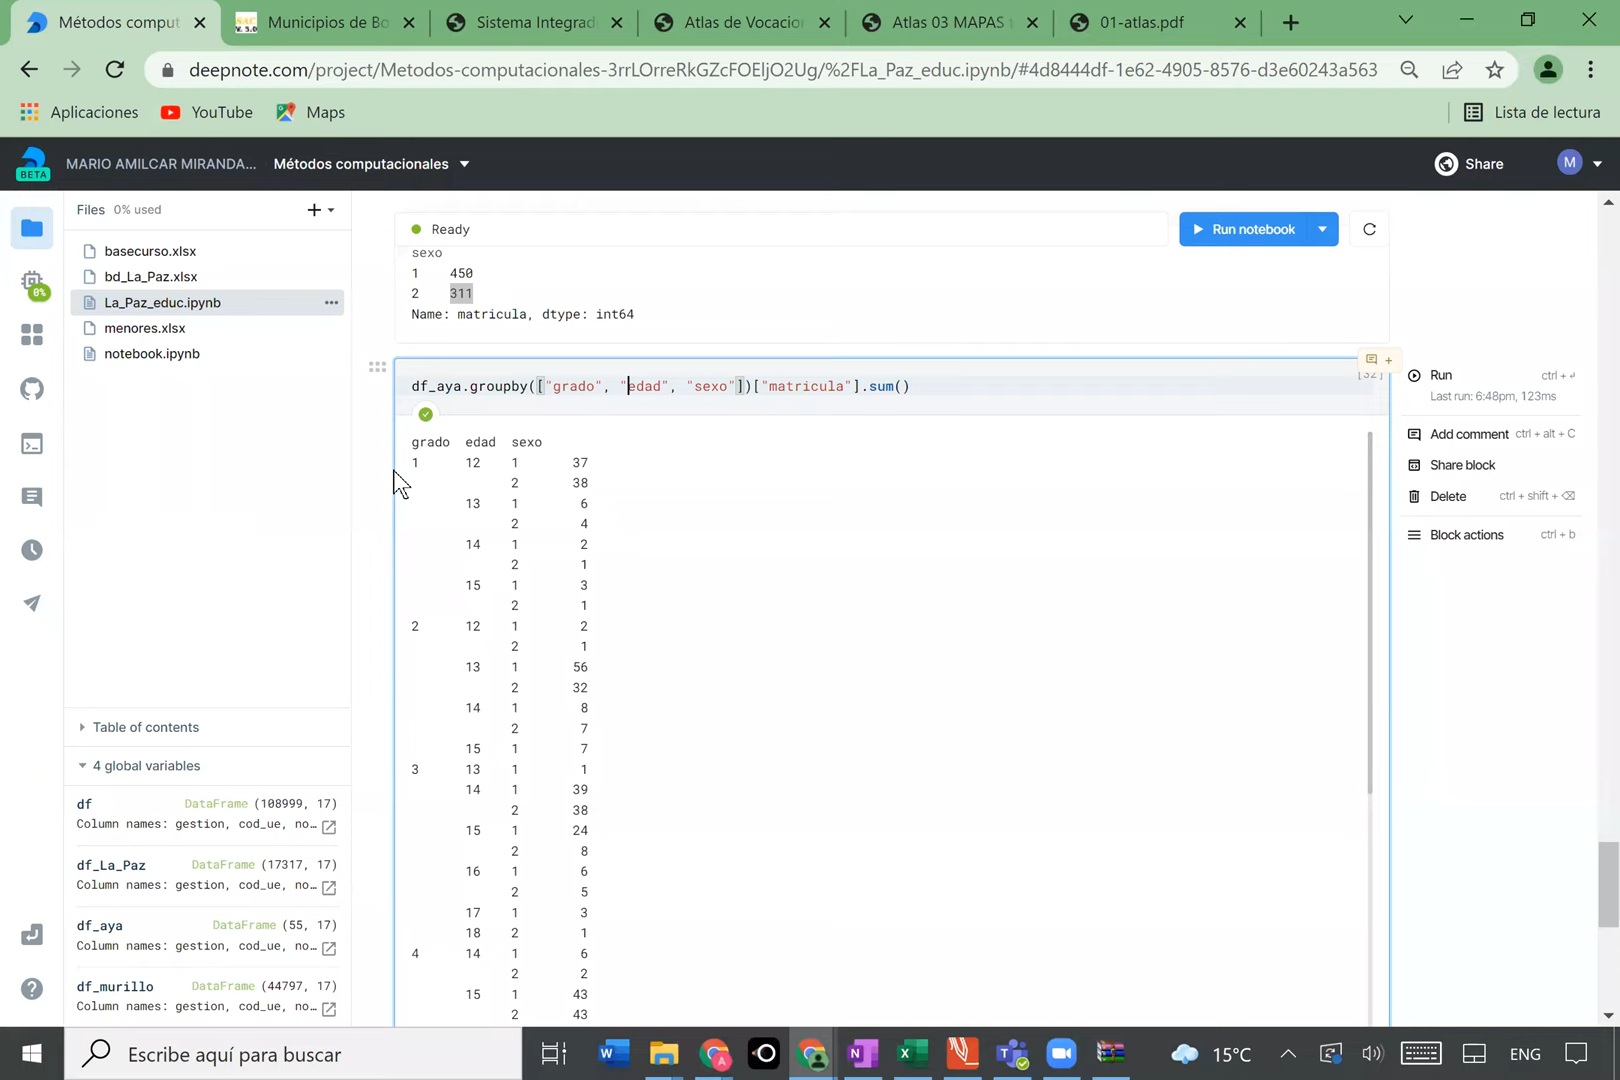 Métodos comput
Municipios de Bo
Sistema Integrad
Atlas de Vocacion
Atlas 03 MAPAS
01-atlas.pdf
deepnote.com/project/Metodos-computacionales-3rrLOrreRkGZcFOEljO2Ug/%2FLa_Paz_educ.ipynb/#4d8444df-1e62-4905-8576-d3e60243a563
Aplicaciones
YouTube
Maps
Lista de lectura
BETA
MARIO AMILCAR MIRANDA...
Métodos computacionales
Share
M
Files 0% used
Ready
Run notebook
basecurso.xlsx
bd_La_Paz.xlsx
La_Paz_educ.ipynb
menores.xlsx
notebook.ipynb
0%
sexo
1 450
2 311
Name: matricula, dtype: int64
df_aya.groupby(["grado", "edad", "sexo"])["matricula"].sum()
[32]
Run ctrl + ↵
Last run: 6:48pm, 123ms
Add comment ctrl + alt + C
Share block
Delete ctrl + shift + ⌫
Block actions ctrl + b
grado edad sexo
1 12 1 37
2 38
13 1 6
2 4
14 1 2
2 1
15 1 3
2 1
2 12 1 2
2 1
13 1 56
2 32
14 1 8
2 7
15 1 7
3 13 1 1
14 1 39
2 38
15 1 24
2 8
16 1 6
2 5
17 1 3
18 2 1
4 14 1 6
2 2
15 1 43
2 43
Table of contents
4 global variables
df DataFrame (108999, 17)
Column names: gestion, cod_ue, no…
df_La_Paz DataFrame (17317, 17)
Column names: gestion, cod_ue, no…
df_aya DataFrame (55, 17)
Column names: gestion, cod_ue, no…
df_murillo DataFrame (44797, 17)
Column names: gestion, cod_ue, no…
Escribe aquí para buscar
15°C
ENG